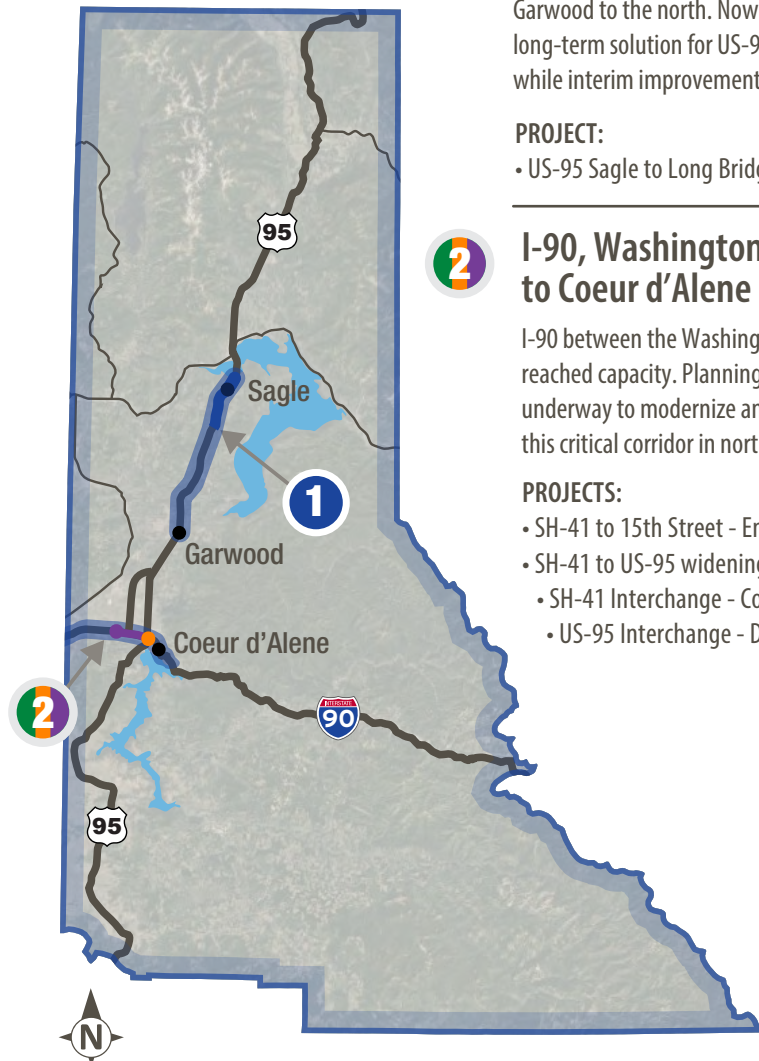 Garwood to the north. Now
long-term solution for US-9
while interim improvement
PROJECT:
• US-95 Sagle to Long Bridg
2
I-90, Washington
to Coeur d'Alene
I-90 between the Washing
reached capacity. Planning
underway to modernize an
this critical corridor in nort
PROJECTS:
• SH-41 to 15th Street - En
• SH-41 to US-95 widening
• SH-41 Interchange - Co
• US-95 Interchange - D
95
Sagle
1
Garwood
Coeur d'Alene
2
INTERSTATE
90
95
N